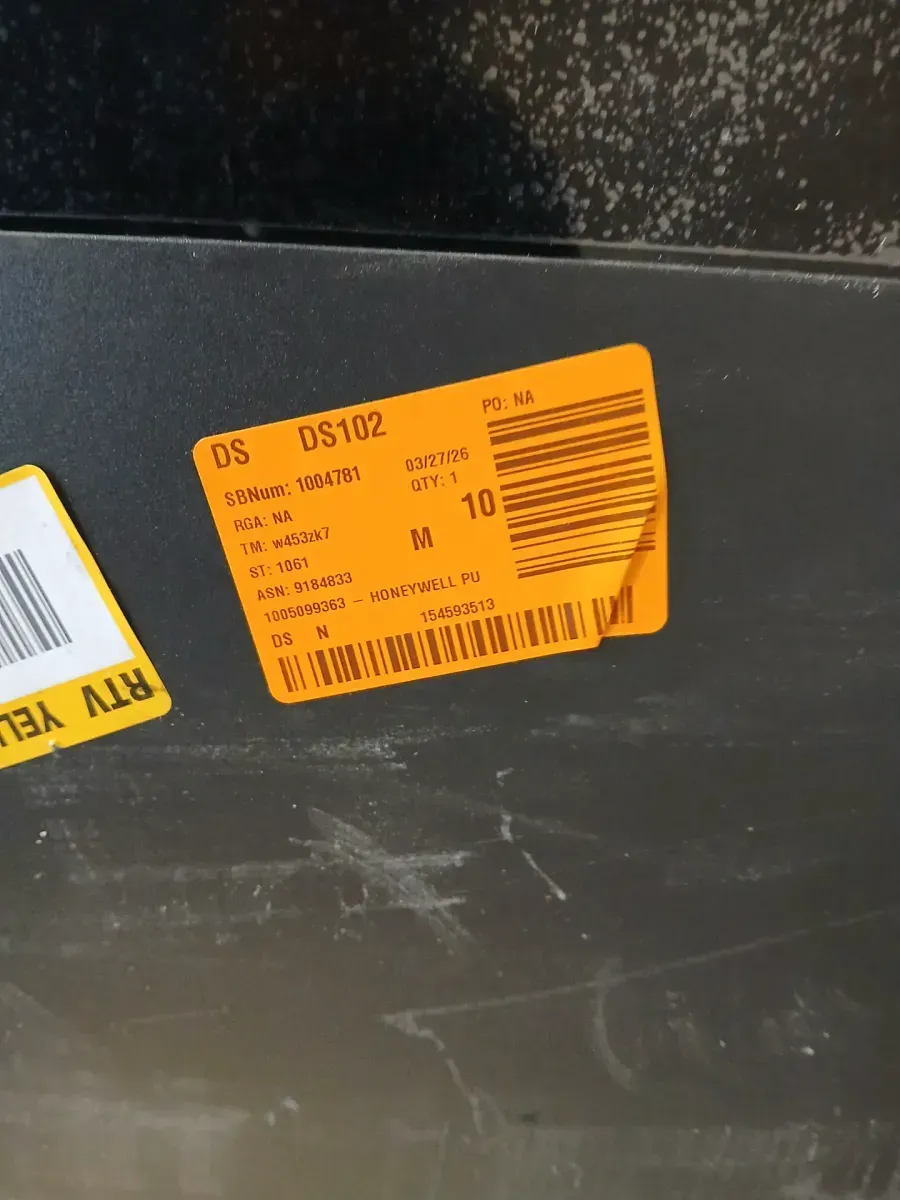 DS DS102 PO: NA
SBNum: 1004781 03/27/26
RGA: NA QTY: 1
TM: w453zk7 M 10
ST: 1061
ASN: 9184833
1005099363 – HONEYWELL PU
DS N 154593513
RTV